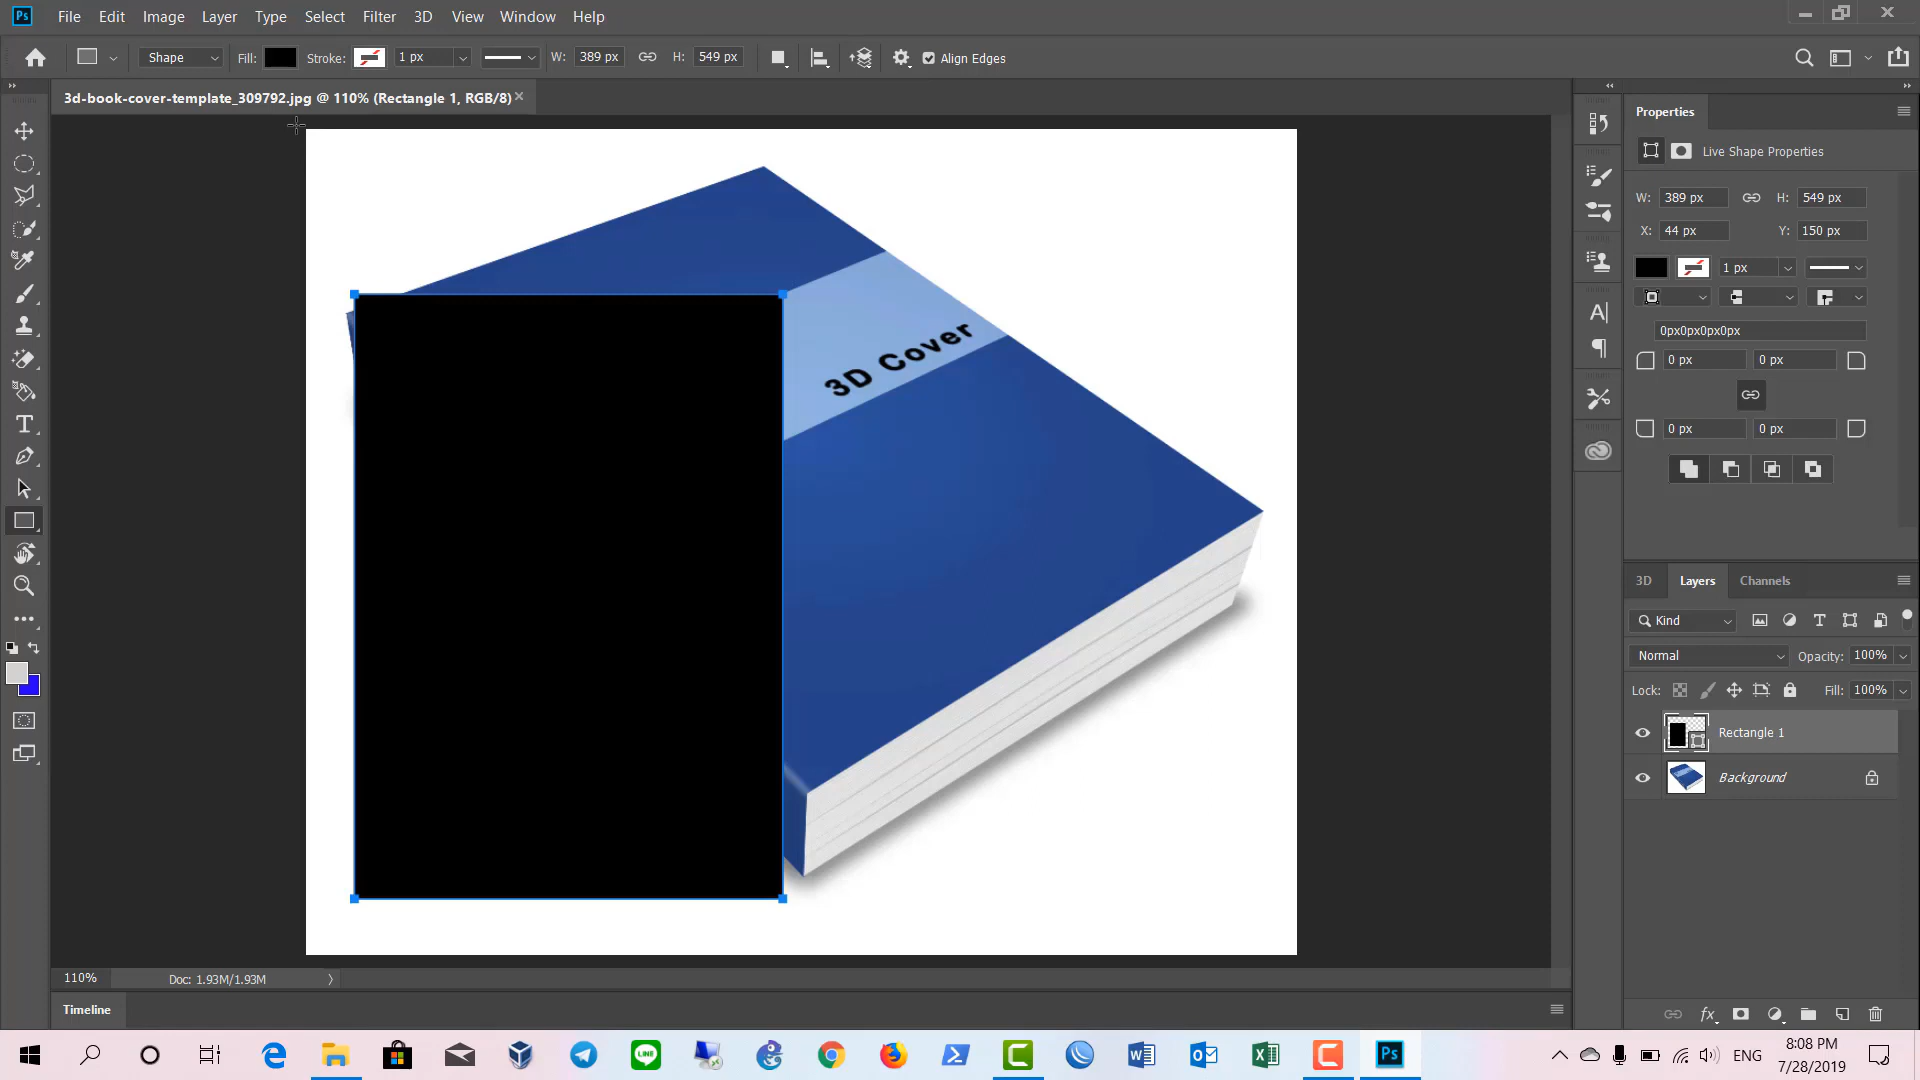 Ps File Edit Image Layer Type Select Filter 3D View Window Help
Shape Fill: Stroke: 1 px W: 389 px H: 549 px Align Edges
3d-book-cover-template_309792.jpg @ 110% (Rectangle 1, RGB/8)
3D Cover
110% Doc: 1.93M/1.93M
Timeline
Properties
Live Shape Properties
W: 389 px H: 549 px
X: 44 px Y: 150 px
1 px
0px0px0px0px
0 px 0 px
0 px 0 px
3D Layers Channels
Kind
Normal Opacity: 100%
Lock: Fill: 100%
Rectangle 1
Background
fx
LINE
Ps
ENG
8:08 PM
7/28/2019